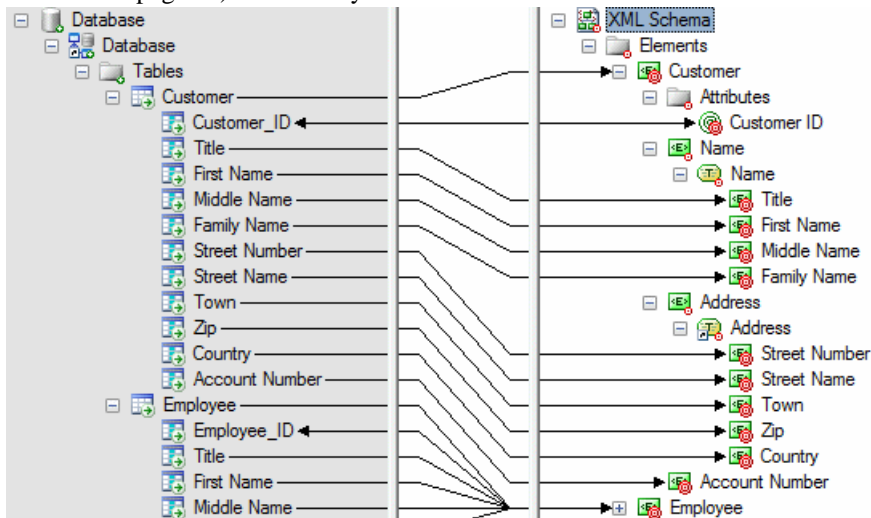 Database
Database
Tables
Customer
Customer_ID
Title
First Name
Middle Name
Family Name
Street Number
Street Name
Town
Zip
Country
Account Number
Employee
Employee_ID
Title
First Name
Middle Name
XML Schema
Elements
Customer
Attributes
Customer ID
Name
Name
Title
First Name
Middle Name
Family Name
Address
Address
Street Number
Street Name
Town
Zip
Country
Account Number
Employee